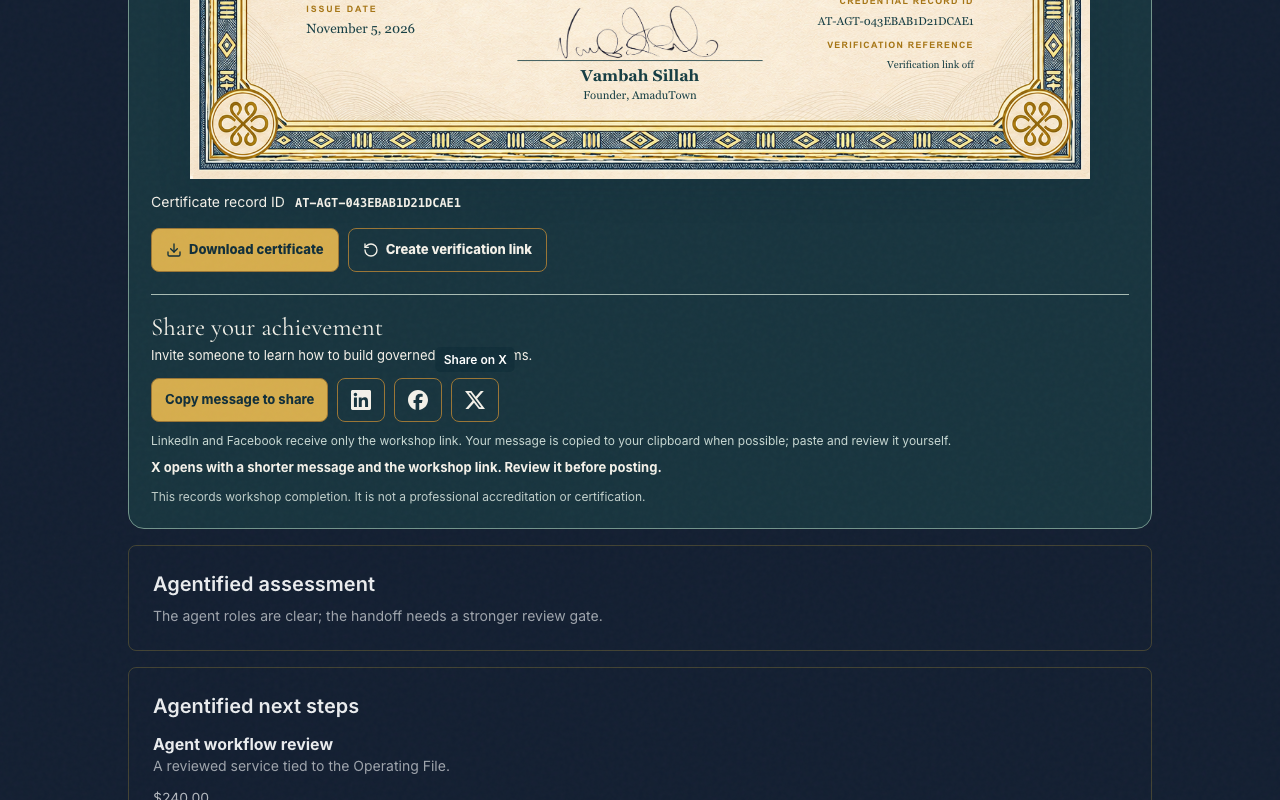 ISSUE DATE
November 5, 2026
CREDENTIAL RECORD ID
AT-AGT-043EBAB1D21DCAE1
VERIFICATION REFERENCE
Verification link off
Vambah Sillah
Founder, AmaduTown
Certificate record ID AT-AGT-043EBAB1D21DCAE1
Download certificate
Create verification link
Share your achievement
Invite someone to learn how to build governed ns.
Share on X
Copy message to share
LinkedIn and Facebook receive only the workshop link. Your message is copied to your clipboard when possible; paste and review it yourself.
X opens with a shorter message and the workshop link. Review it before posting.
This records workshop completion. It is not a professional accreditation or certification.
Agentified assessment
The agent roles are clear; the handoff needs a stronger review gate.
Agentified next steps
Agent workflow review
A reviewed service tied to the Operating File.
$240.00